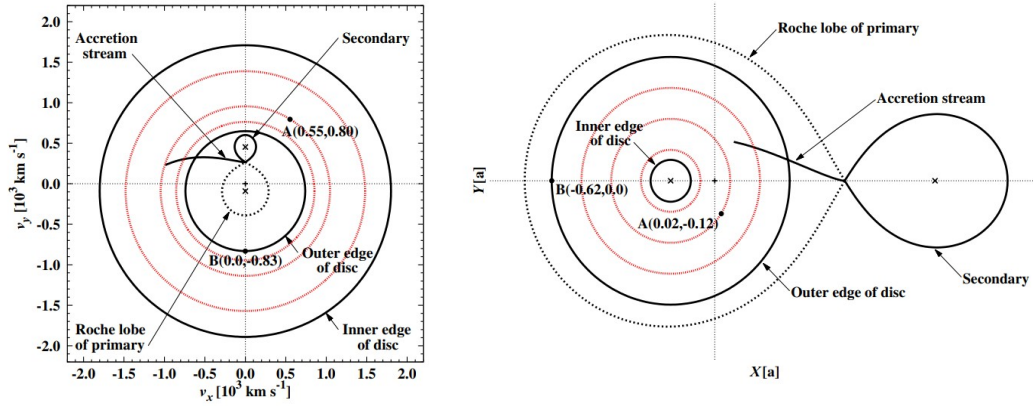 2.0
1.5
1.0
0.5
0.0
-0.5
-1.0
-1.5
-2.0
v_y [10^3 km s^-1]
Accretion
stream
Secondary
A(0.55,0.80)
B(0.0,-0.83)
Outer edge
of disc
Roche lobe
of primary
Inner edge
of disc
-2.0 -1.5 -1.0 -0.5 0.0 0.5 1.0 1.5 2.0
v_x [10^3 km s^-1]
Roche lobe
of primary
Accretion stream
Inner edge
of disc
Y[a]
B(-0.62,0.0)
A(0.02,-0.12)
Outer edge of disc
Secondary
X[a]